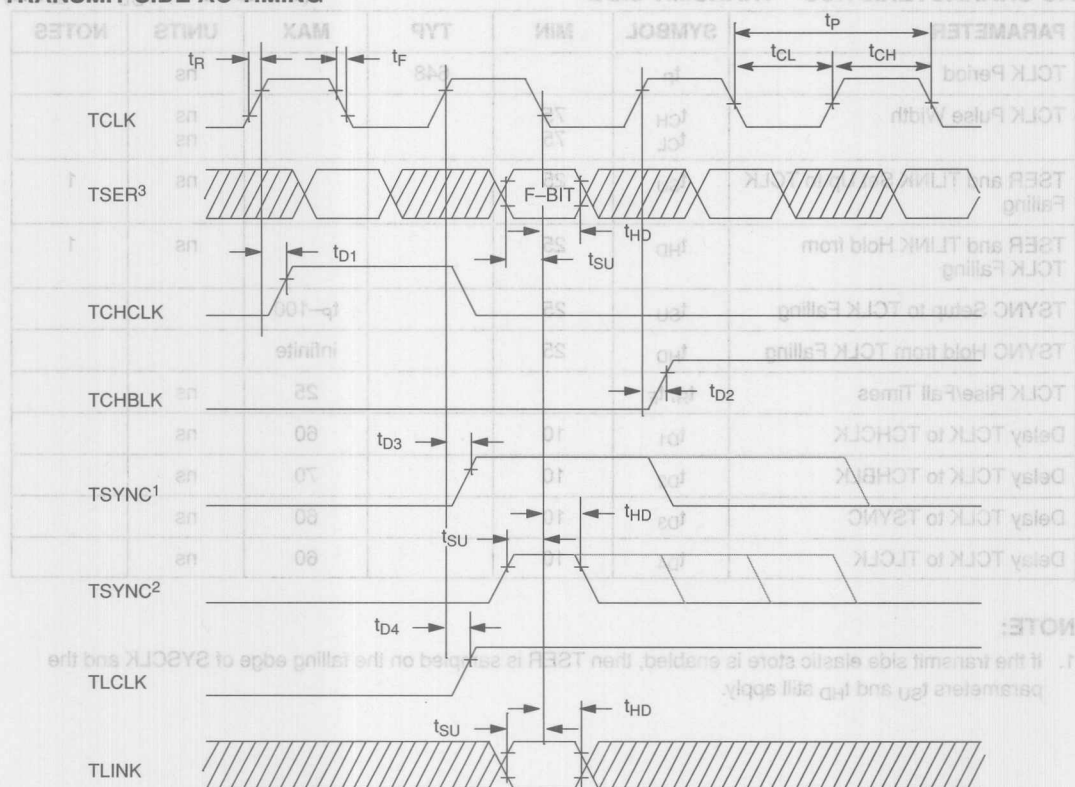 TRANSMIT SIDE AC TIMING
tR
tF
tP
tCL
tCH
TCLK
TSER3
F–BIT
tHD
tSU
tD1
TCHCLK
TCHBLK
tD2
tD3
TSYNC1
tHD
tSU
TSYNC2
tD4
TLCLK
tHD
tSU
TLINK
PARAMETER SYMBOL MIN TYP MAX UNITS NOTES
TCLK Period tP 648 ns
TCLK Pulse Width tCH 75 ns
tCL 75 ns
TSER and TLINK Set Up to TCLK tSU 25 ns 1
Falling
TSER and TLINK Hold from tHD 25 ns 1
TCLK Falling
TSYNC Setup to TCLK Falling tSU 25 tP–100
TSYNC Hold from TCLK Falling tHD 25 infinite
TCLK Rise/Fall Times tR, tF 25 ns
Delay TCLK to TCHCLK tD1 10 60 ns
Delay TCLK to TCHBLK tD2 10 70 ns
Delay TCLK to TSYNC tD3 10 60 ns
Delay TCLK to TLCLK tD4 10 60 ns
NOTE:
1. If the transmit side elastic store is enabled, then TSER is sampled on the falling edge of SYSCLK and the
parameters tSU and tHD still apply.